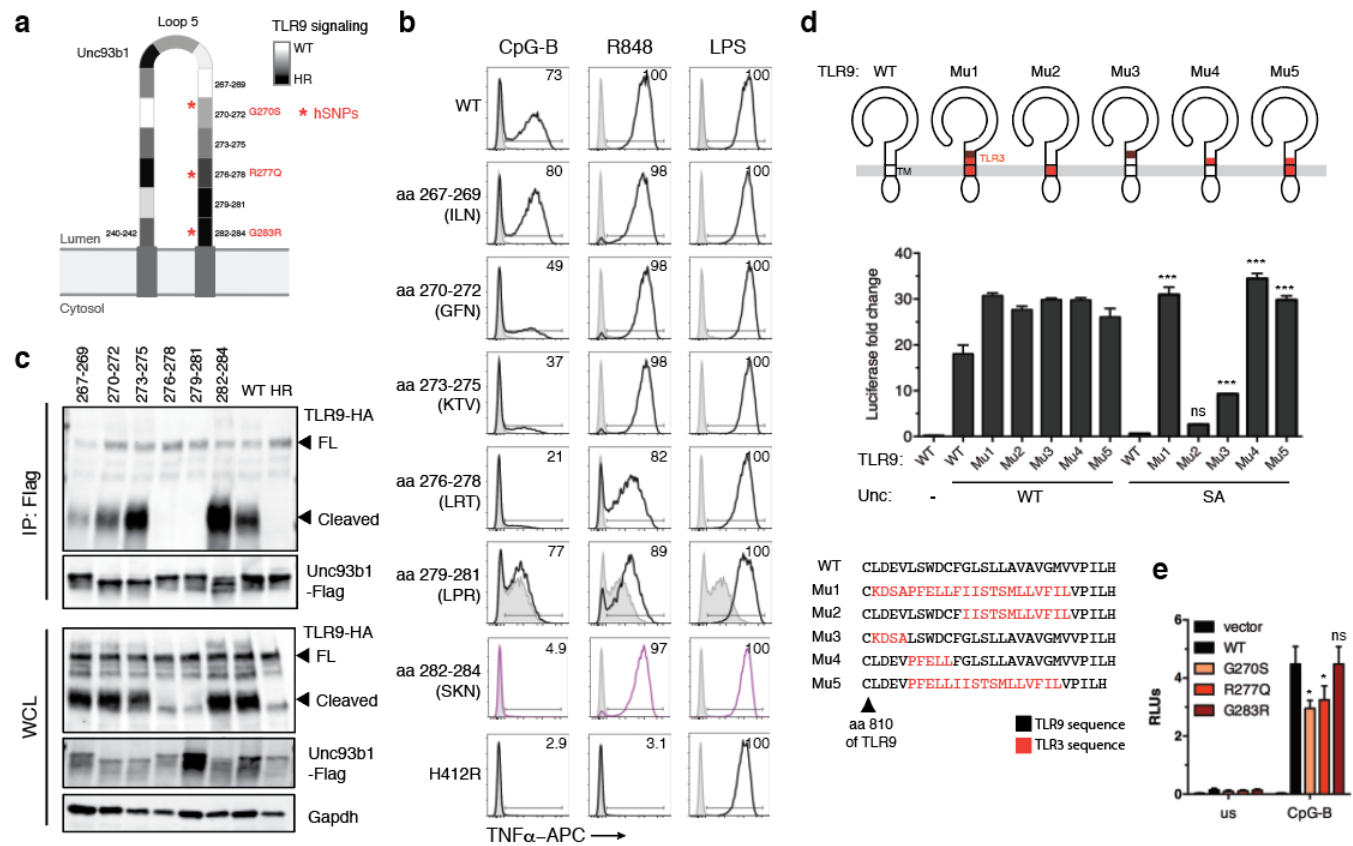 a
Loop 5
Unc93b1
TLR9 signaling
WT
HR
267-269
270-272 G270S
* hSNPs
273-275
276-278 R277Q
279-281
240-242
282-284 G283R
Lumen
Cytosol
b
CpG-B R848 LPS
WT 73 100 100
aa 267-269 (ILN) 80 98 100
aa 270-272 (GFN) 49 98 100
aa 273-275 (KTV) 37 98 100
aa 276-278 (LRT) 21 82 100
aa 279-281 (LPR) 77 89 100
aa 282-284 (SKN) 4.9 97 100
H412R 2.9 3.1 100
TNFα–APC
c
267-269 270-272 273-275 276-278 279-281 282-284 WT HR
IP: Flag
TLR9-HA
FL
Cleaved
Unc93b1
-Flag
WCL
TLR9-HA
FL
Cleaved
Unc93b1
-Flag
Gapdh
d
TLR9: WT Mu1 Mu2 Mu3 Mu4 Mu5
TLR3
TM
Luciferase fold change
40
30
20
10
0
*** ns *** *** ***
TLR9: WT WT Mu1 Mu2 Mu3 Mu4 Mu5 WT Mu1 Mu2 Mu3 Mu4 Mu5
Unc: - WT SA
WT CLDEVLSWDCFGLSLLAVAVGMVVPILH
Mu1 CKDSAPFELLFIISTSMLLVFILVPILH
Mu2 CLDEVLSWDCFIISTSMLLVFILVPILH
Mu3 CKDSALSWDCFGLSLLAVAVGMVVPILH
Mu4 CLDEVPFELLFGLSLLAVAVGMVVPILH
Mu5 CLDEVPFELLIISTSMLLVFILVPILH
aa 810
of TLR9
TLR9 sequence
TLR3 sequence
e
RLUs
8
6
4
2
0
vector
WT
G270S
R277Q
G283R
* * ns
us CpG-B